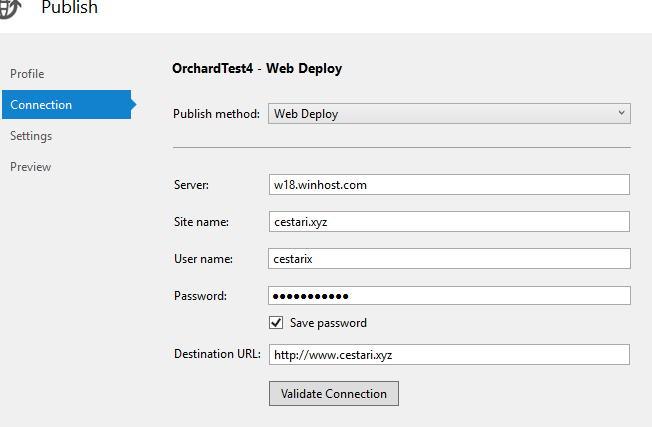 Publish
OrchardTest4 - Web Deploy
Profile
Connection
Settings
Preview
Publish method: Web Deploy
Server: w18.winhost.com
Site name: cestari.xyz
User name: cestarix
Password: ●●●●●●●●●●●
Save password
Destination URL: http://www.cestari.xyz
Validate Connection